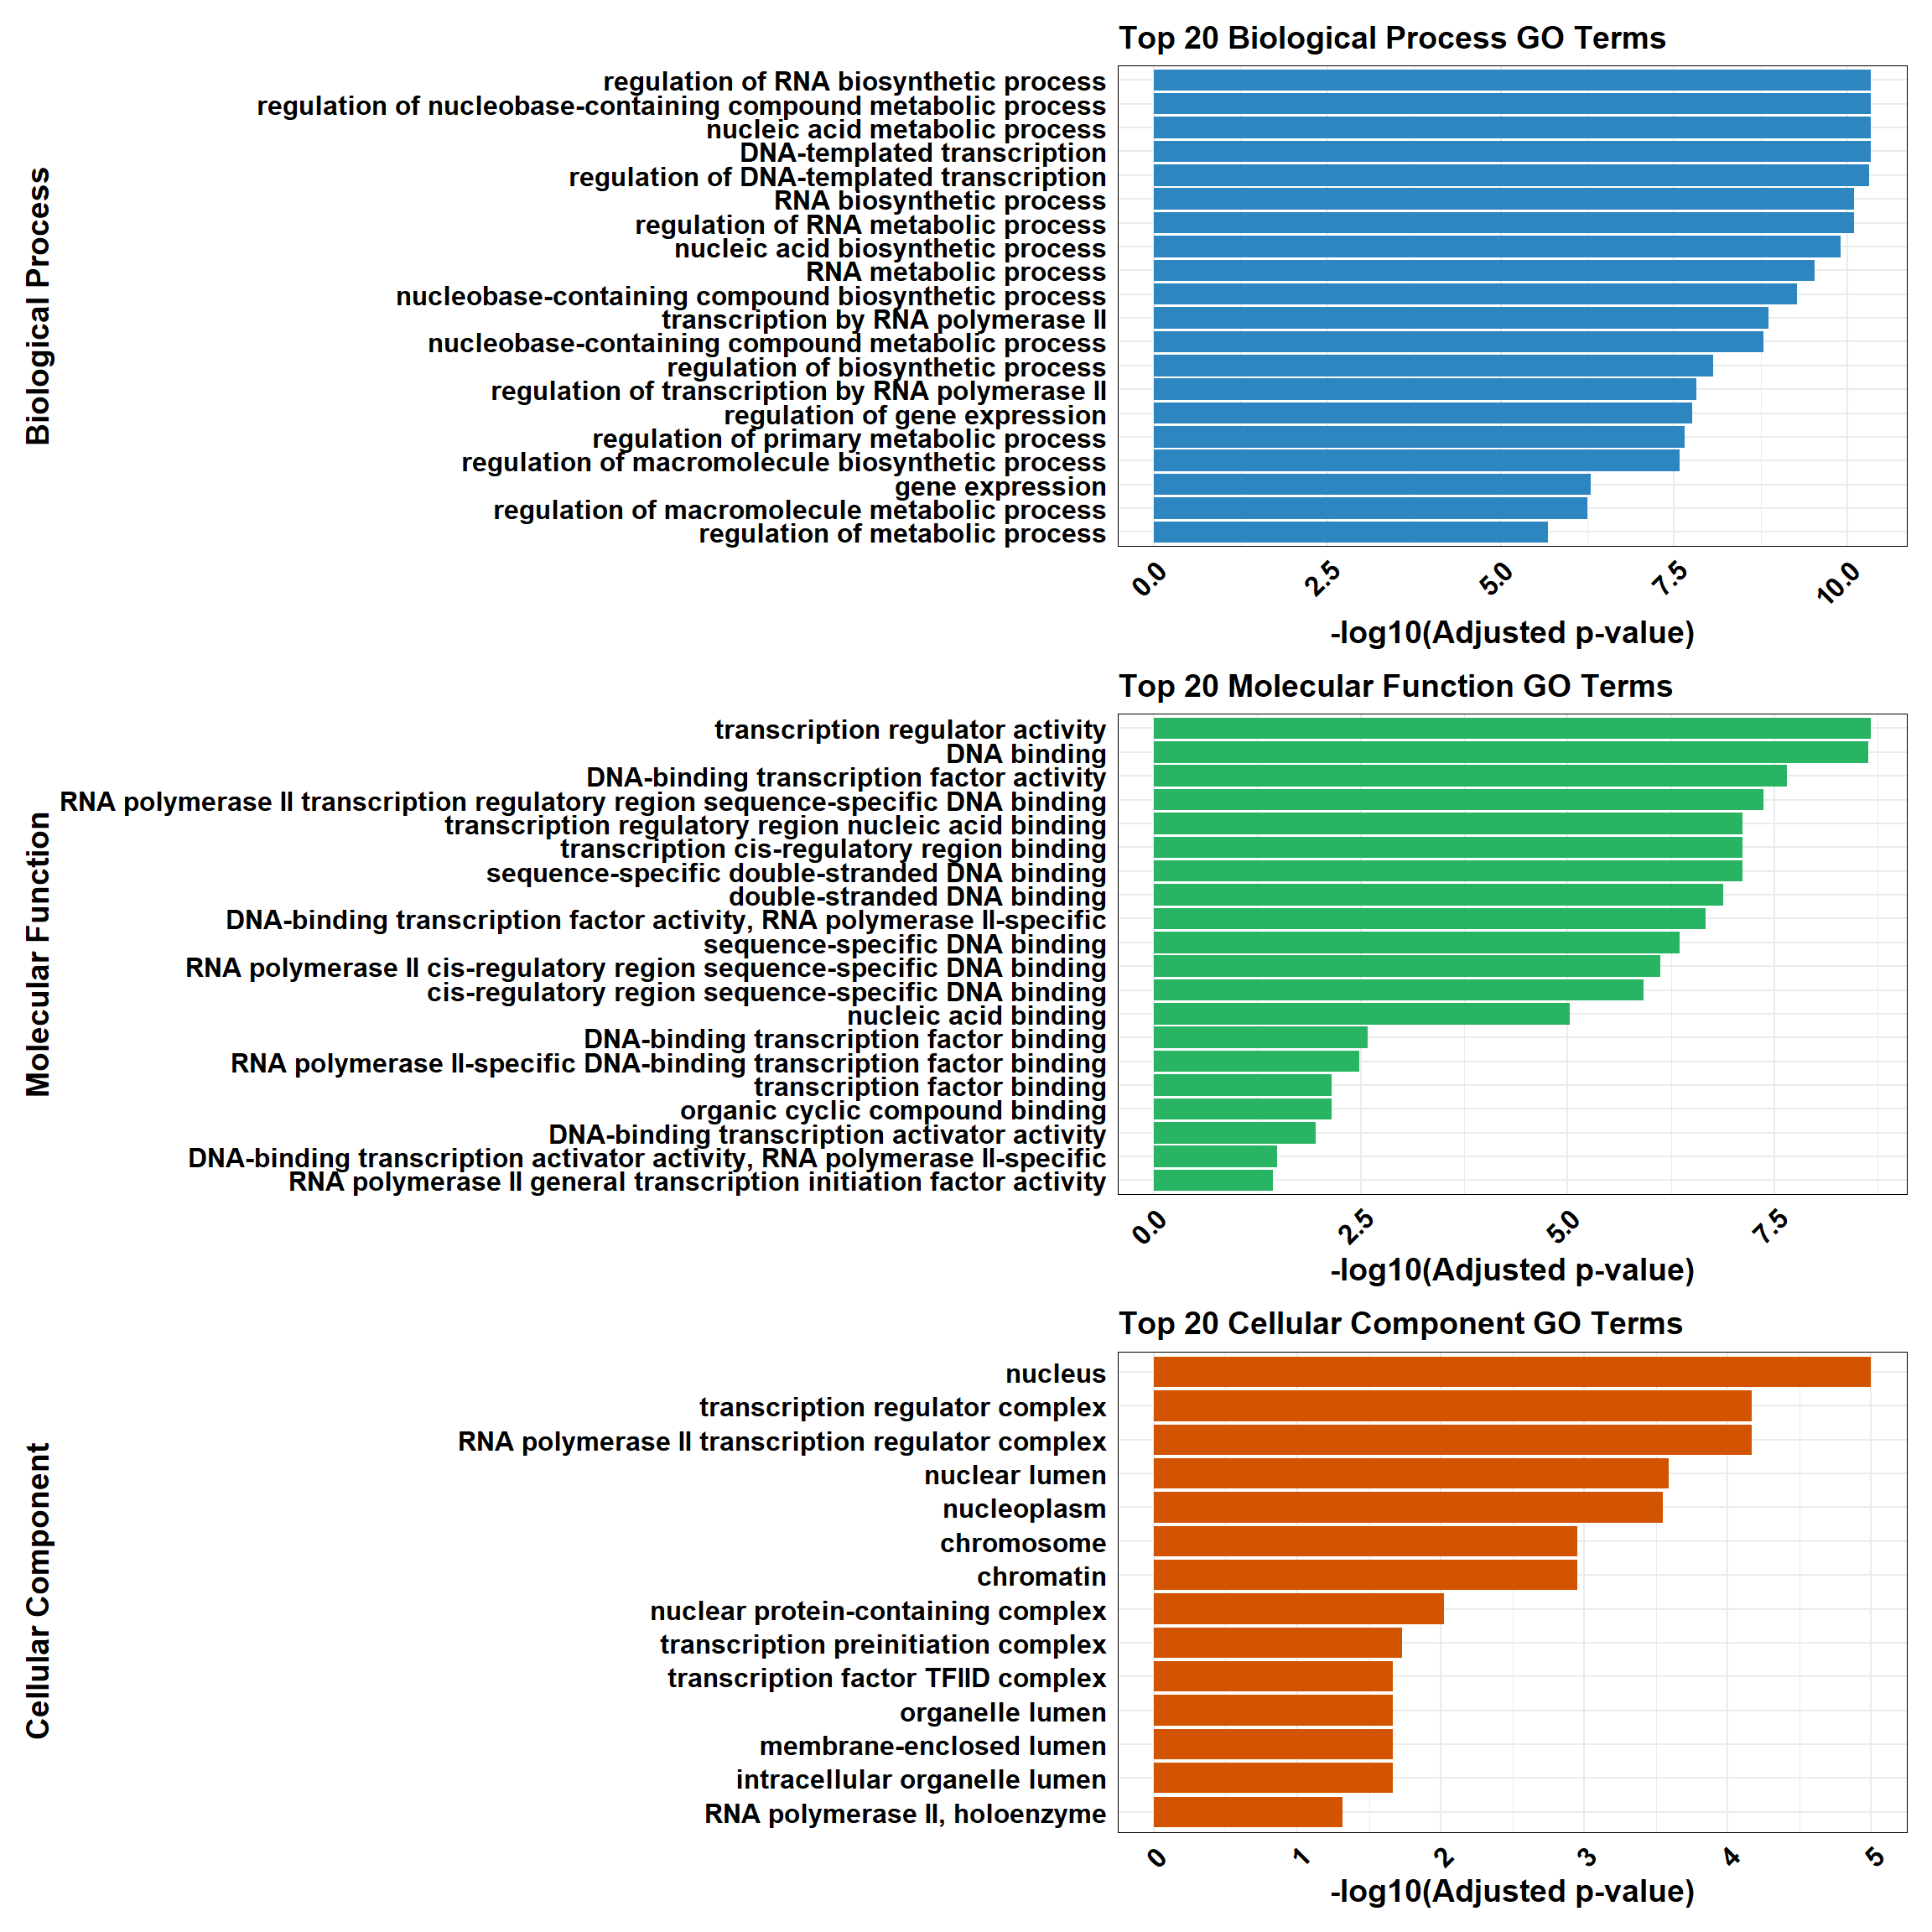 Top 20 Biological Process GO Terms
Biological Process
regulation of RNA biosynthetic process
regulation of nucleobase-containing compound metabolic process
nucleic acid metabolic process
DNA-templated transcription
regulation of DNA-templated transcription
RNA biosynthetic process
regulation of RNA metabolic process
nucleic acid biosynthetic process
RNA metabolic process
nucleobase-containing compound biosynthetic process
transcription by RNA polymerase II
nucleobase-containing compound metabolic process
regulation of biosynthetic process
regulation of transcription by RNA polymerase II
regulation of gene expression
regulation of primary metabolic process
regulation of macromolecule biosynthetic process
gene expression
regulation of macromolecule metabolic process
regulation of metabolic process
0.0 2.5 5.0 7.5 10.0
-log10(Adjusted p-value)
Top 20 Molecular Function GO Terms
Molecular Function
transcription regulator activity
DNA binding
DNA-binding transcription factor activity
RNA polymerase II transcription regulatory region sequence-specific DNA binding
transcription regulatory region nucleic acid binding
transcription cis-regulatory region binding
sequence-specific double-stranded DNA binding
double-stranded DNA binding
DNA-binding transcription factor activity, RNA polymerase II-specific
sequence-specific DNA binding
RNA polymerase II cis-regulatory region sequence-specific DNA binding
cis-regulatory region sequence-specific DNA binding
nucleic acid binding
DNA-binding transcription factor binding
RNA polymerase II-specific DNA-binding transcription factor binding
transcription factor binding
organic cyclic compound binding
DNA-binding transcription activator activity
DNA-binding transcription activator activity, RNA polymerase II-specific
RNA polymerase II general transcription initiation factor activity
0.0 2.5 5.0 7.5
-log10(Adjusted p-value)
Top 20 Cellular Component GO Terms
Cellular Component
nucleus
transcription regulator complex
RNA polymerase II transcription regulator complex
nuclear lumen
nucleoplasm
chromosome
chromatin
nuclear protein-containing complex
transcription preinitiation complex
transcription factor TFIID complex
organelle lumen
membrane-enclosed lumen
intracellular organelle lumen
RNA polymerase II, holoenzyme
0 1 2 3 4 5
-log10(Adjusted p-value)